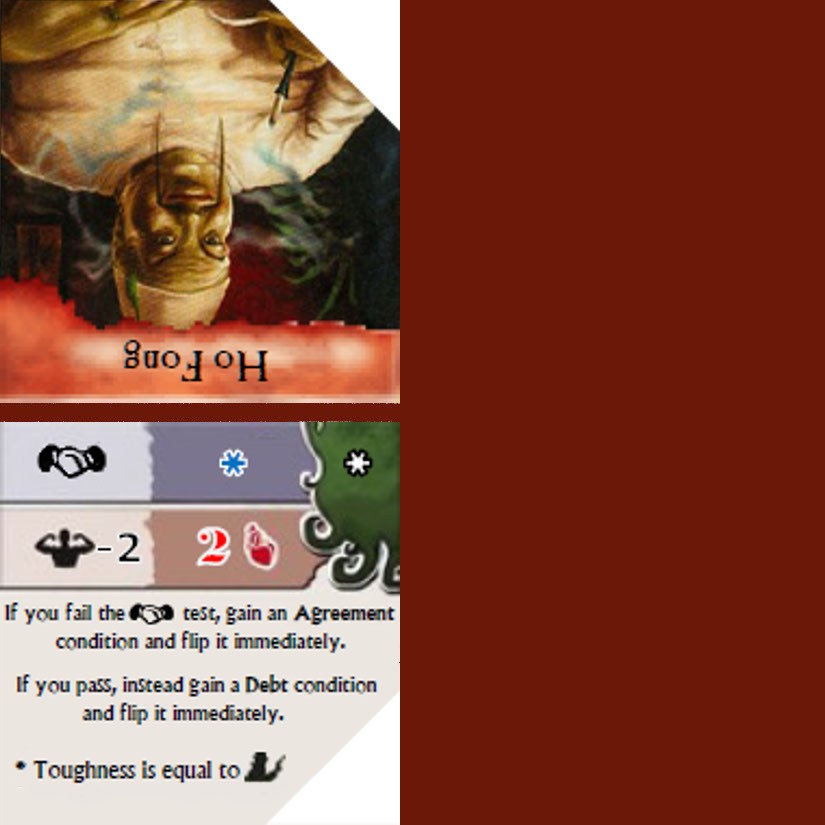 Ho Fong
* *
-2 2
If you fail the test, gain an Agreement
condition and flip it immediately.
If you pass, instead gain a Debt condition
and flip it immediately.
* Toughness is equal to